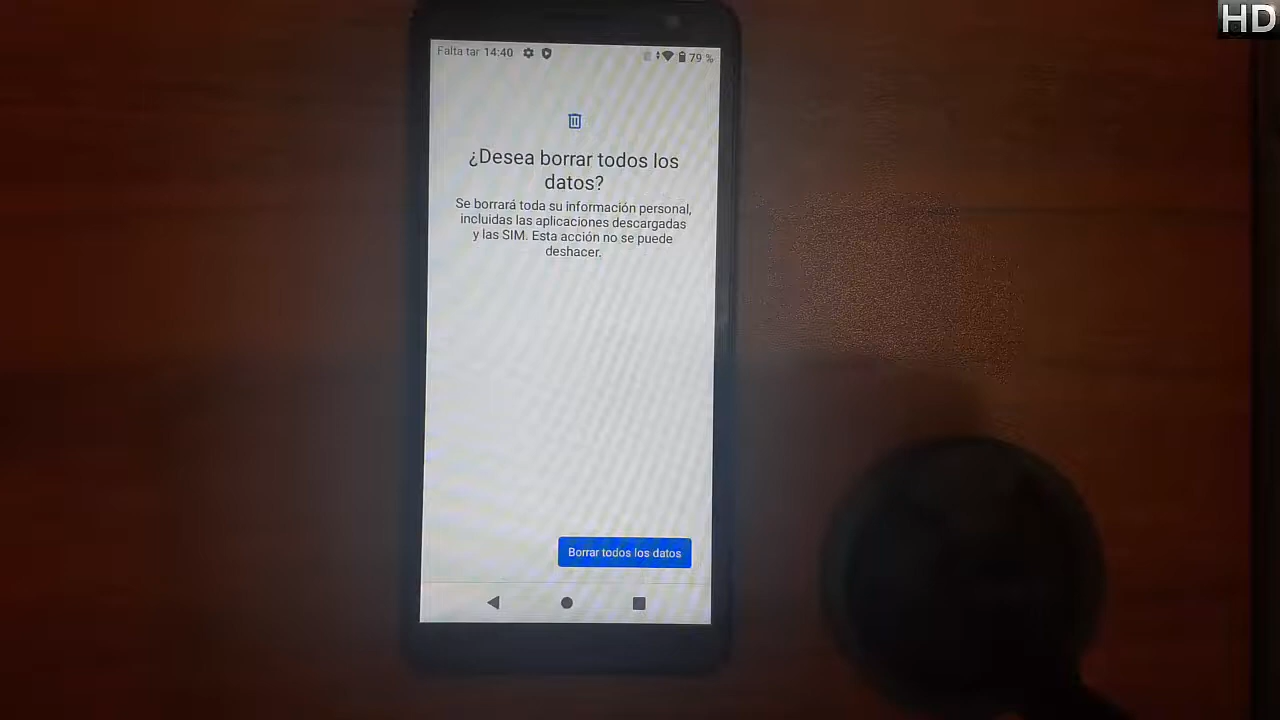 HD
Falta tar 14:40
79 %
¿Desea borrar todos los
datos?
Se borrará toda su información personal,
incluidas las aplicaciones descargadas
y las SIM. Esta acción no se puede
deshacer.
Borrar todos los datos